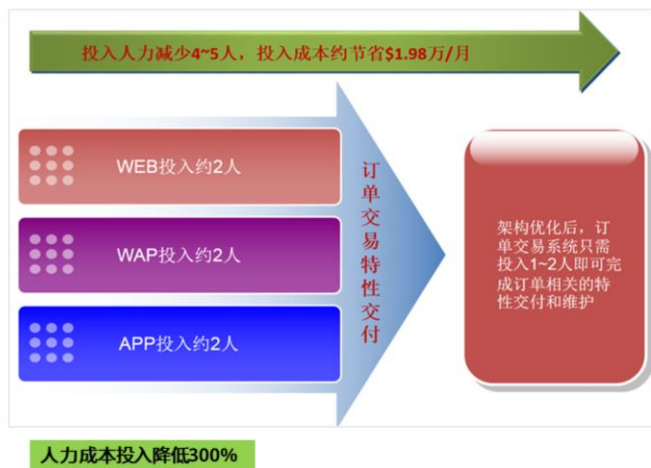 投入人力减少4~5人，投入成本约节省$1.98万/月
WEB投入约2人
WAP投入约2人
APP投入约2人
订单交易特性交付
架构优化后，订
单交易系统只需
投入1~2人即可完
成订单相关的特
性交付和维护
人力成本投入降低300%